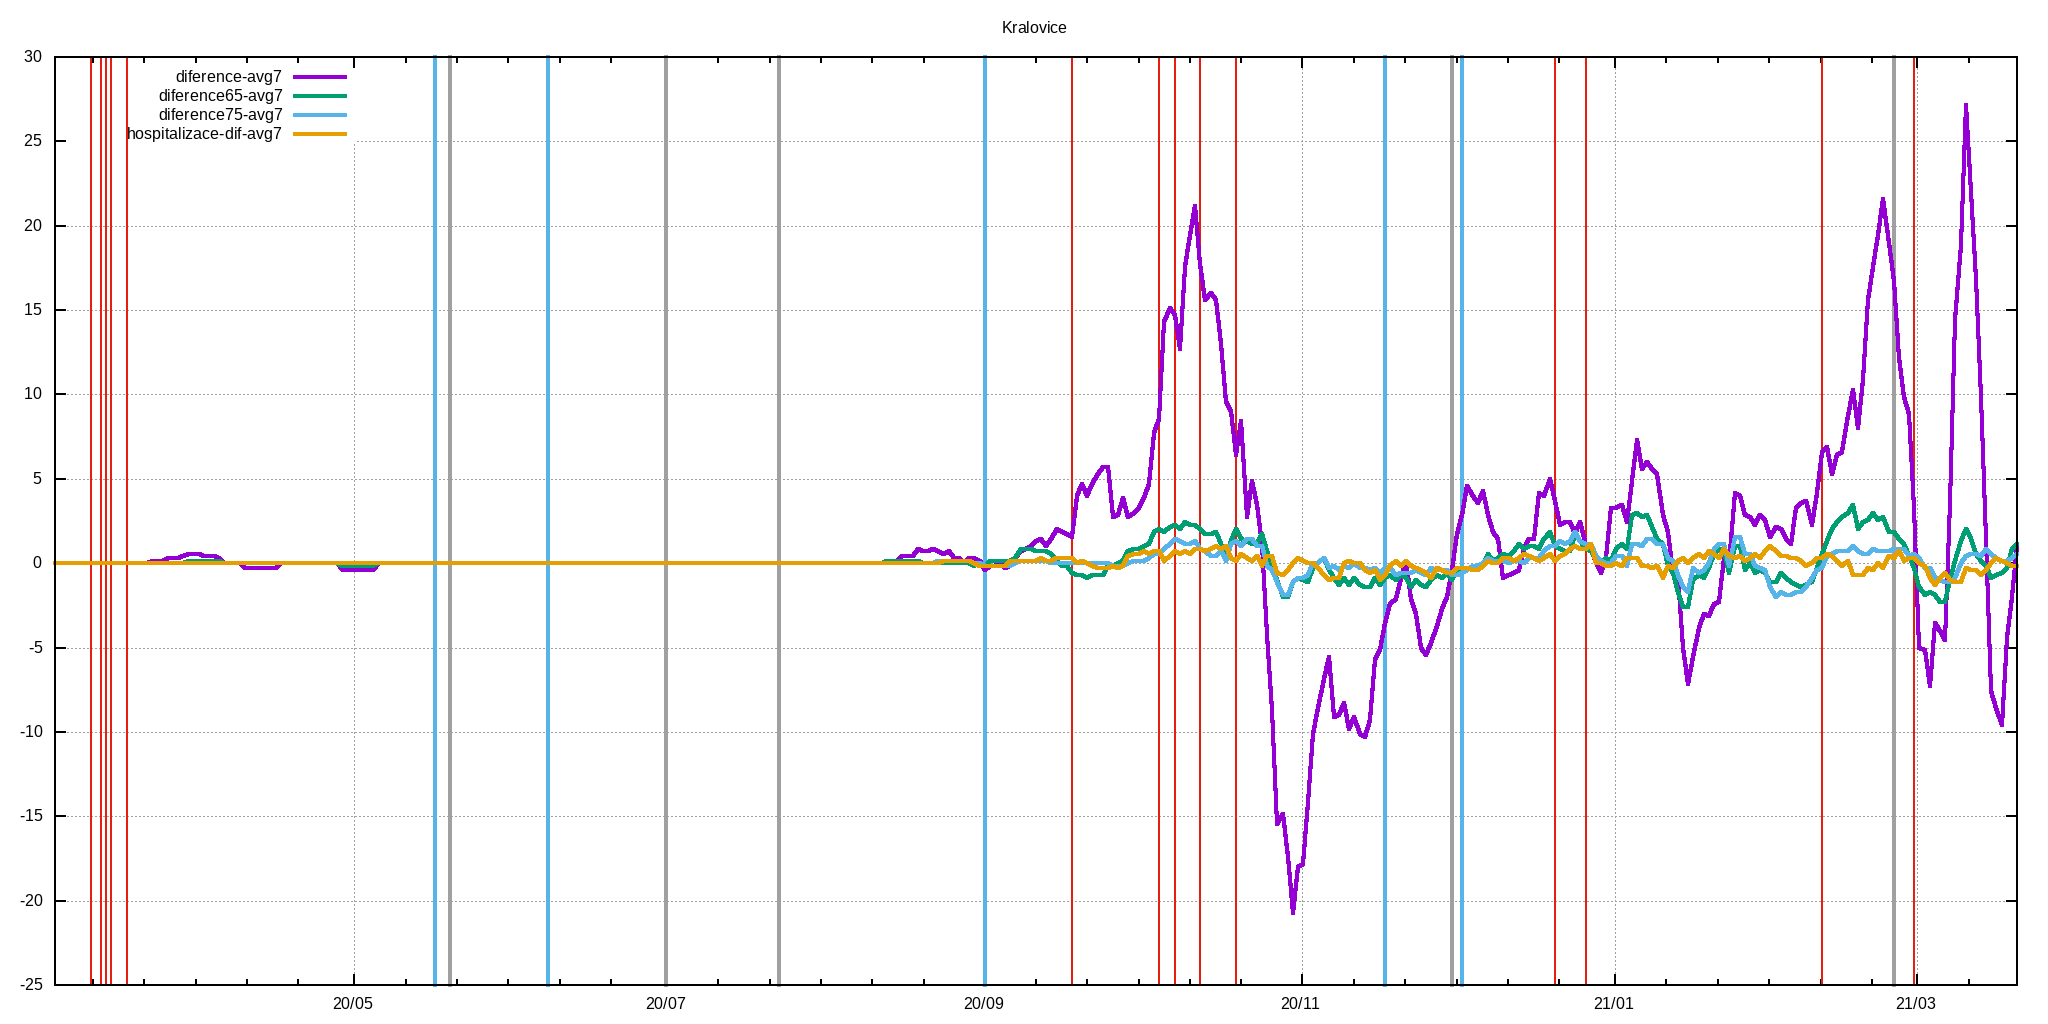 Kralovice
diference-avg7
diference65-avg7
diference75-avg7
hospitalizace-dif-avg7
30
25
20
15
10
5
0
-5
-10
-15
-20
-25
20/05 20/07 20/09 20/11 21/01 21/03